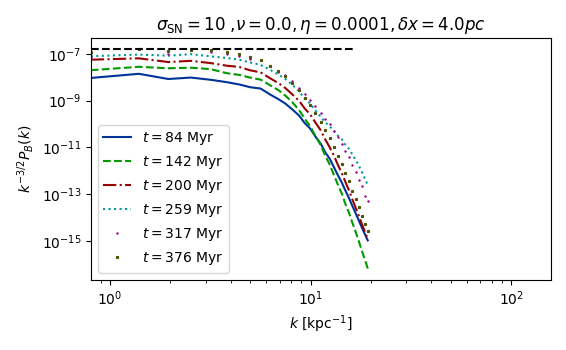 σ_SN = 10 , ν = 0.0, η = 0.0001, δx = 4.0pc
k^{-3/2}P_B(k)
10^{-7}
10^{-9}
10^{-11}
10^{-13}
10^{-15}
t = 84 Myr
t = 142 Myr
t = 200 Myr
t = 259 Myr
t = 317 Myr
t = 376 Myr
10^0 10^1 10^2
k [kpc^{-1}]